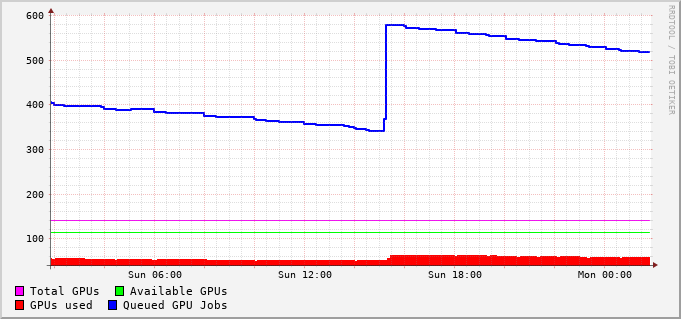 600
500
400
300
200
100
Sun 06:00 Sun 12:00 Sun 18:00 Mon 00:00
Total GPUs Available GPUs
GPUs used Queued GPU Jobs
RRDTOOL / TOBI OETIKER